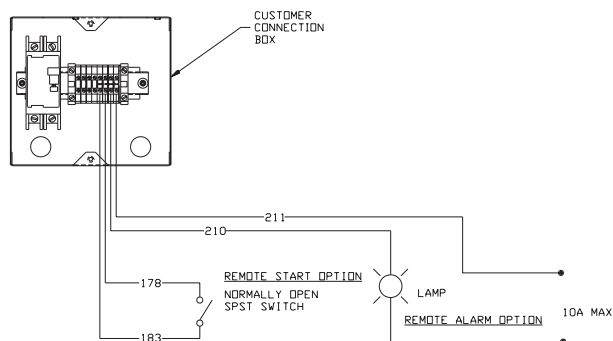 CUSTOMER
CONNECTION
BOX
211
210
178
REMOTE START OPTION
NORMALLY OPEN
SPST SWITCH
LAMP
10A MAX
REMOTE ALARM OPTION
183